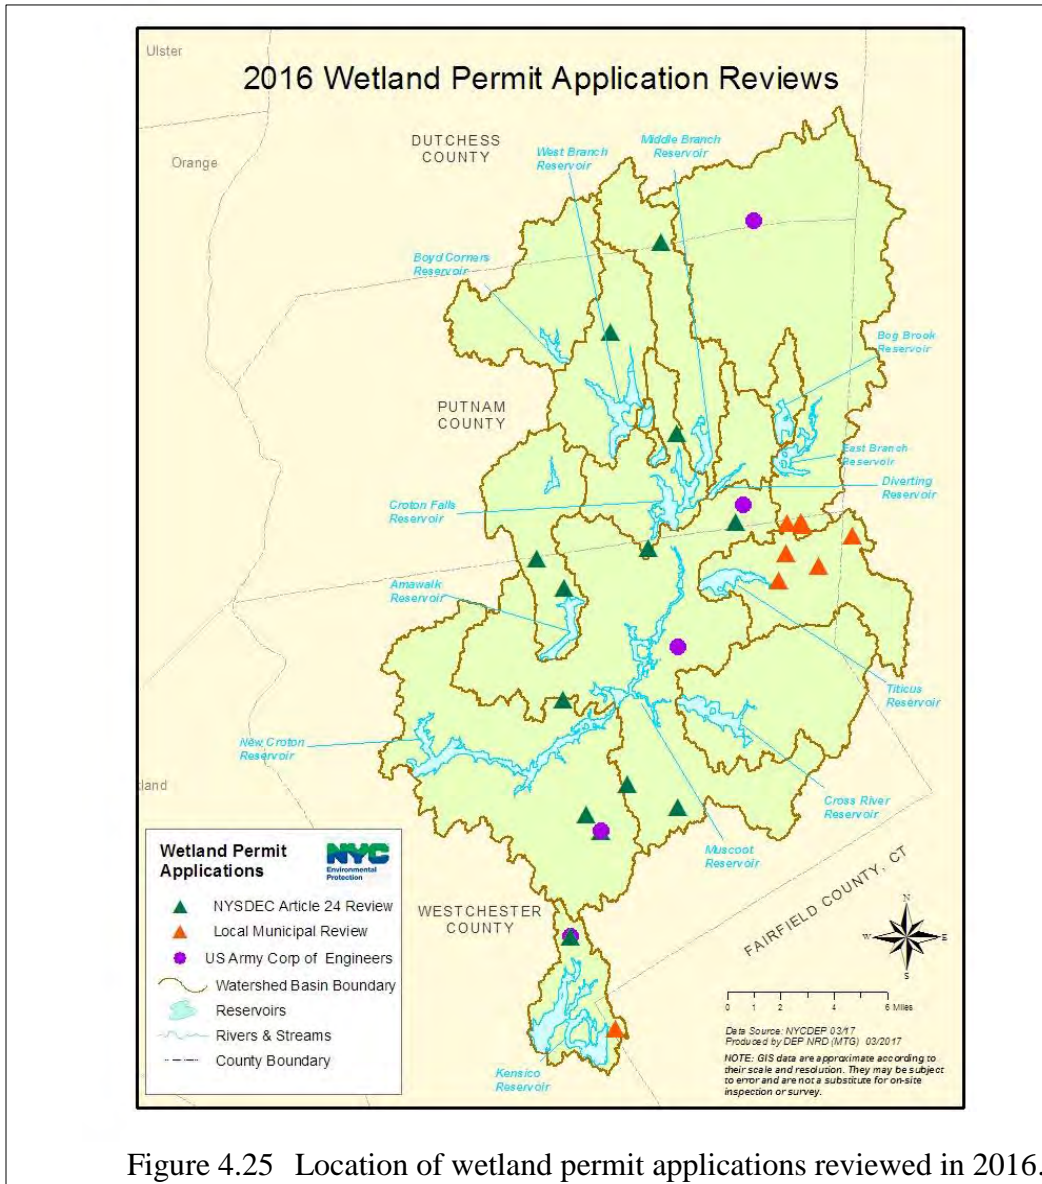 Ulster
2016 Wetland Permit Application Reviews
DUTCHESS
COUNTY
Middle Branch
Reservoir
West Branch
Reservoir
Orange
Boyd Corners
Reservoir
Bog Brook
Reservoir
PUTNAM
COUNTY
East Branch
Reservoir
Diverting
Reservoir
Croton Falls
Reservoir
Amawalk
Reservoir
Titicus
Reservoir
New Croton
Reservoir
land
Cross River
Reservoir
Muscoot
Reservoir
FAIRFIELD COUNTY, CT
WESTCHESTER
COUNTY
Wetland Permit
Applications
NYC
Environmental
Protection
NYSDEC Article 24 Review
Local Municipal Review
US Army Corp of Engineers
Watershed Basin Boundary
Reservoirs
Rivers & Streams
County Boundary
N
W
E
S
0 1 2 4 6 Miles
Data Source: NYCDEP 03/17
Produced by DEP NRD (MTG) 03/2017
NOTE: GIS data are approximate according to
their scale and resolution. They may be subject
to error and are not a substitute for on-site
inspection or survey.
Kensico
Reservoir
Figure 4.25 Location of wetland permit applications reviewed in 2016.